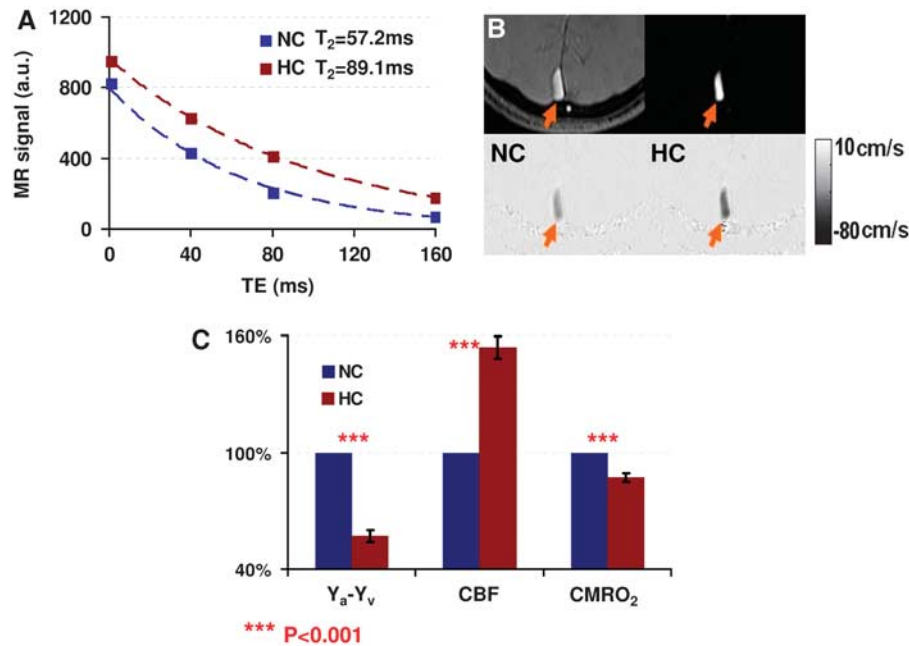 A
1200
800
400
0
MR signal (a.u.)
NC T₂=57.2ms
HC T₂=89.1ms
0 40 80 120 160
TE (ms)
B
NC
HC
10cm/s
-80cm/s
C
160%
100%
40%
NC
HC
***
***
***
Yₐ-Yᵥ CBF CMRO₂
*** P<0.001